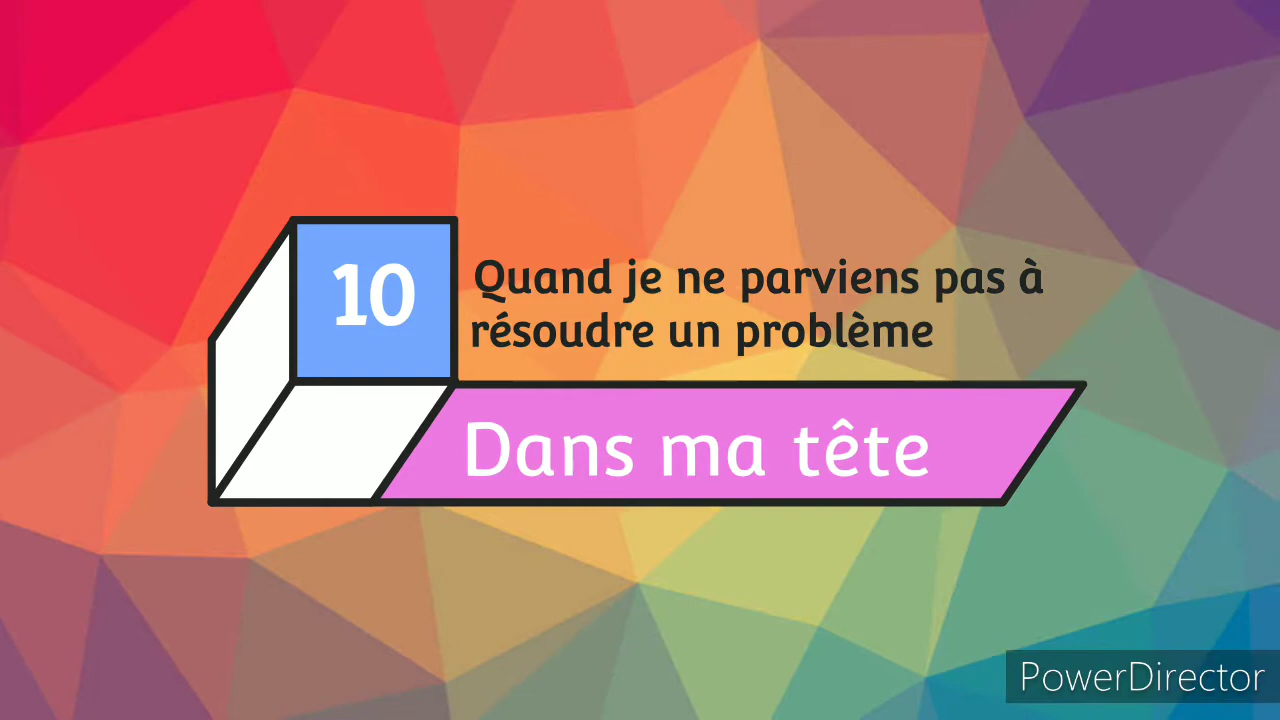 10
Quand je ne parviens pas à
résoudre un problème
Dans ma tête
PowerDirector